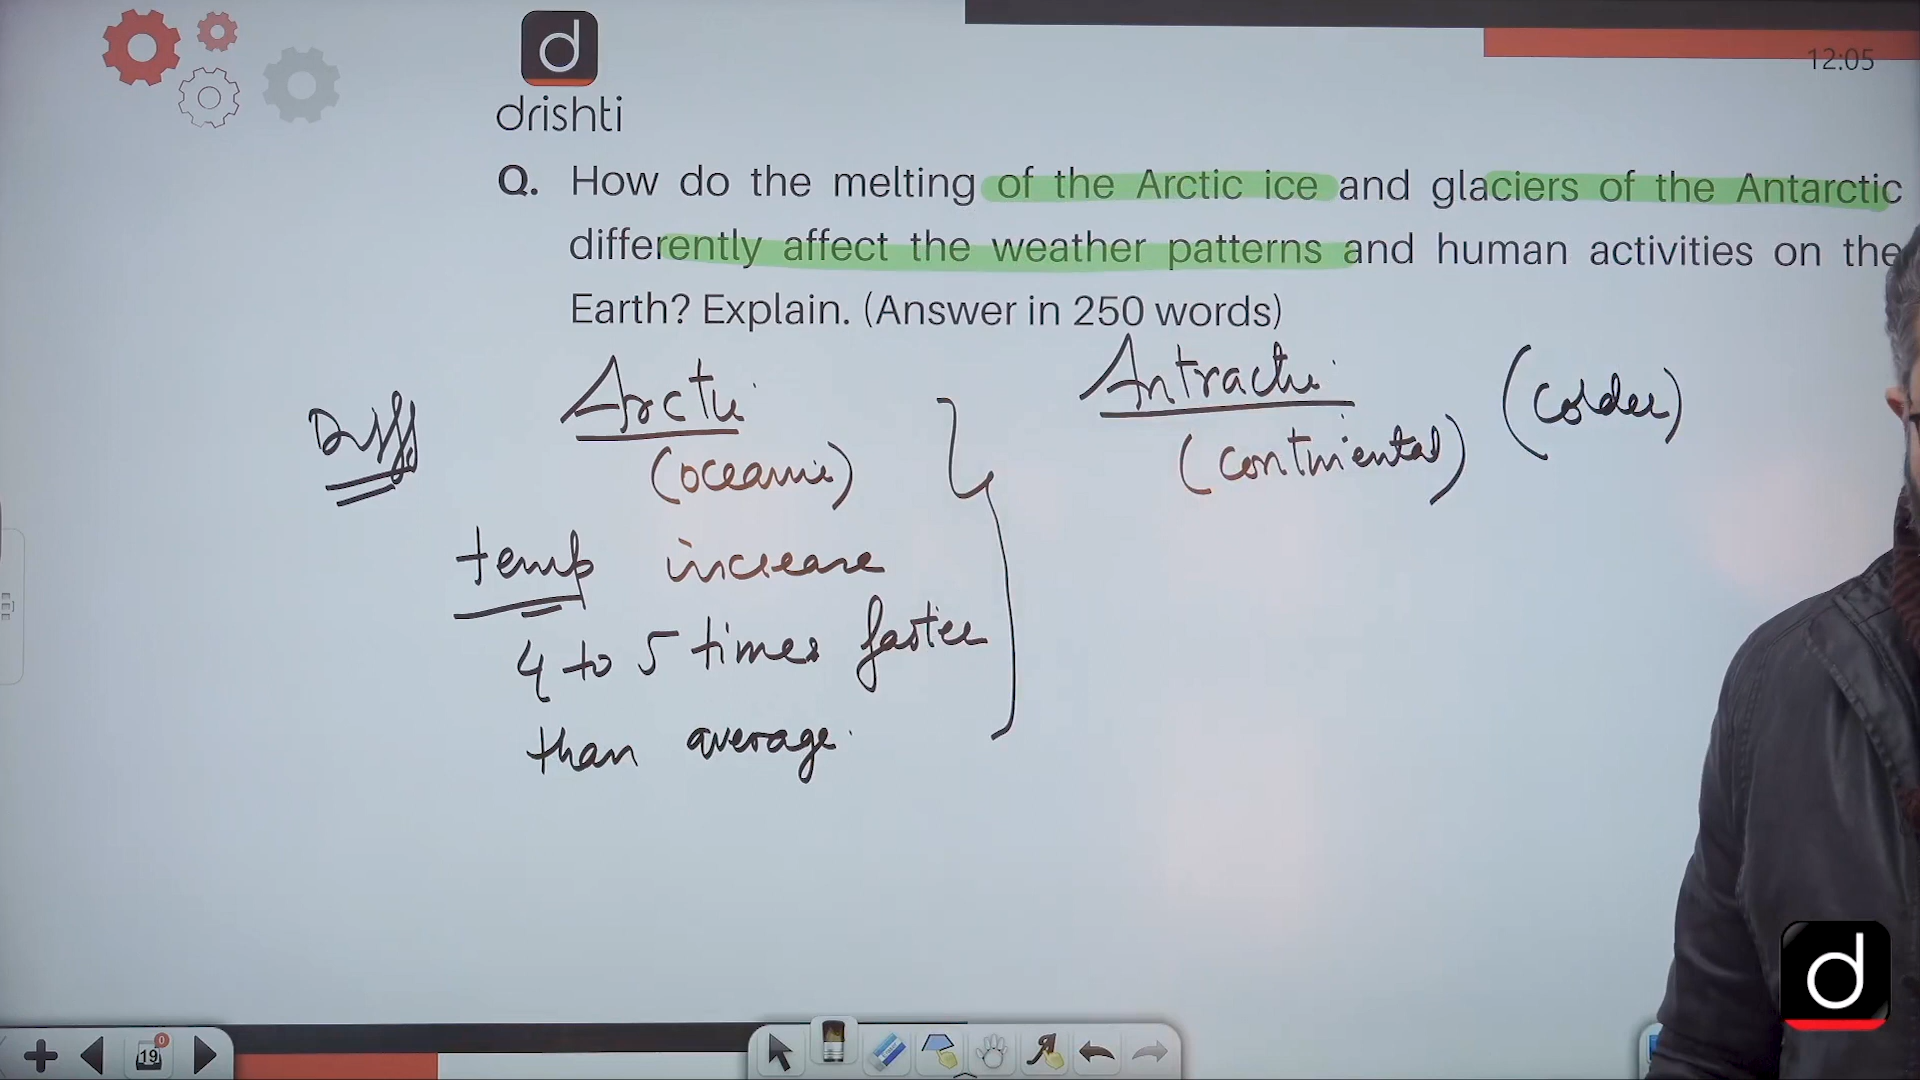 12:05
drishti
Q. How do the melting of the Arctic ice and glaciers of the Antarctic
differently affect the weather patterns and human activities on the
Earth? Explain. (Answer in 250 words)
Diff
Arctic
Antractic
(colder)
(oceanic)
(continental)
temp increase
4 to 5 times faster
than average.
19
0
d